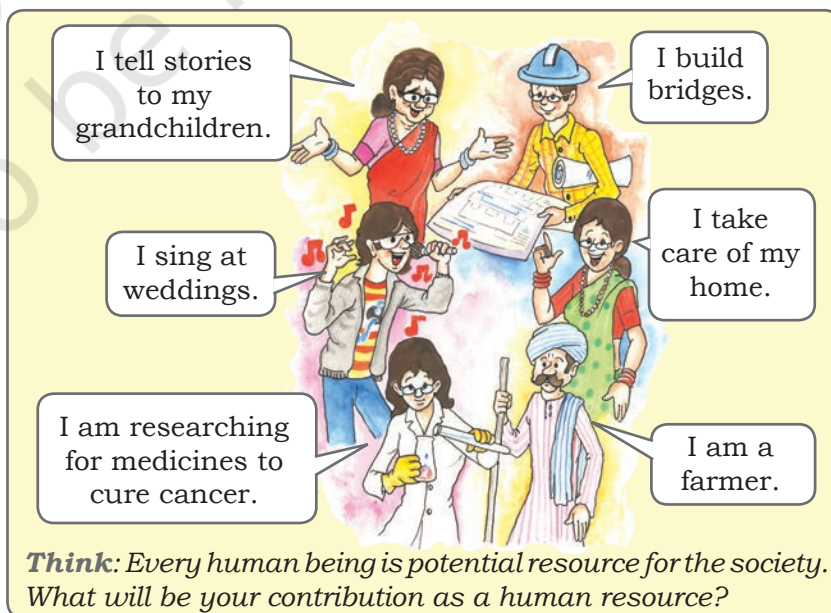 I tell stories
to my
grandchildren.
I build
bridges.
I sing at
weddings.
I take
care of my
home.
I am researching
for medicines to
cure cancer.
I am a
farmer.
Think: Every human being is potential resource for the society.
What will be your contribution as a human resource?